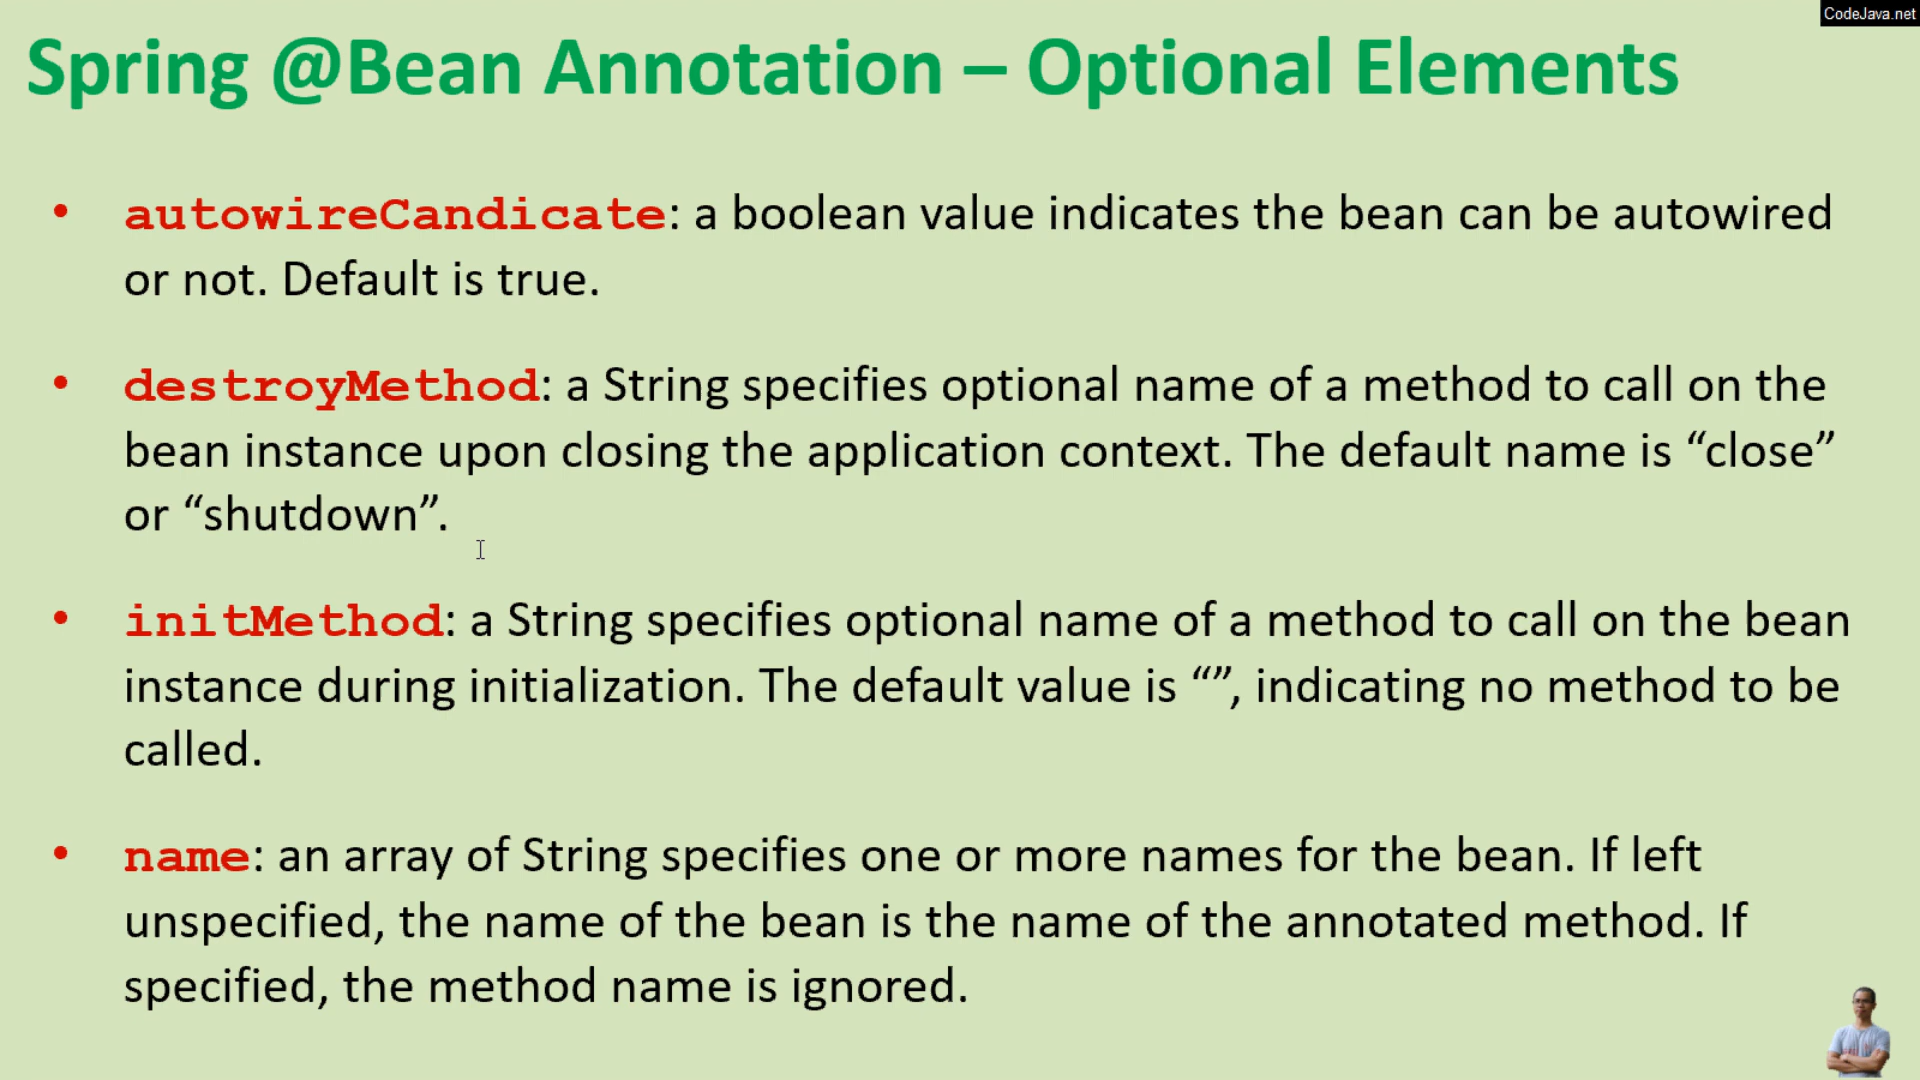 CodeJava.net
Spring @Bean Annotation – Optional Elements
• autowireCandicate: a boolean value indicates the bean can be autowired
or not. Default is true.
• destroyMethod: a String specifies optional name of a method to call on the
bean instance upon closing the application context. The default name is “close”
or “shutdown”.
• initMethod: a String specifies optional name of a method to call on the bean
instance during initialization. The default value is “”, indicating no method to be
called.
• name: an array of String specifies one or more names for the bean. If left
unspecified, the name of the bean is the name of the annotated method. If
specified, the method name is ignored.